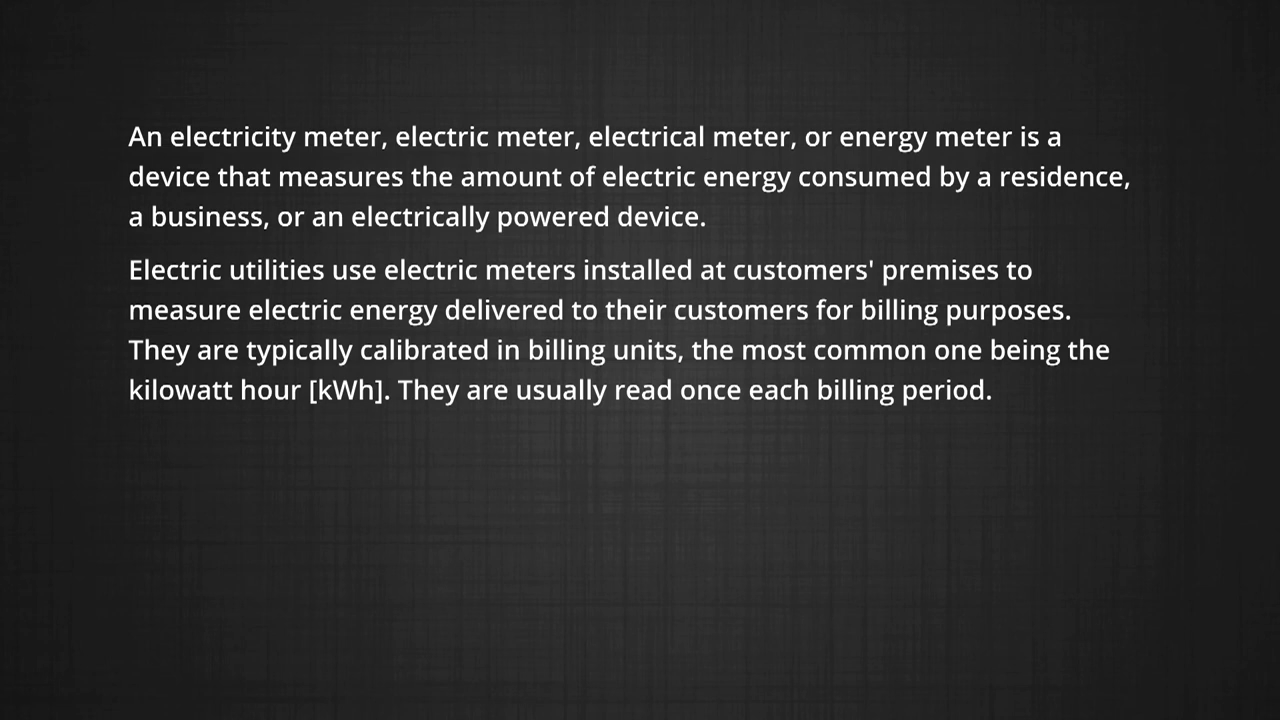 An electricity meter, electric meter, electrical meter, or energy meter is a
device that measures the amount of electric energy consumed by a residence,
a business, or an electrically powered device.
Electric utilities use electric meters installed at customers' premises to
measure electric energy delivered to their customers for billing purposes.
They are typically calibrated in billing units, the most common one being the
kilowatt hour [kWh]. They are usually read once each billing period.